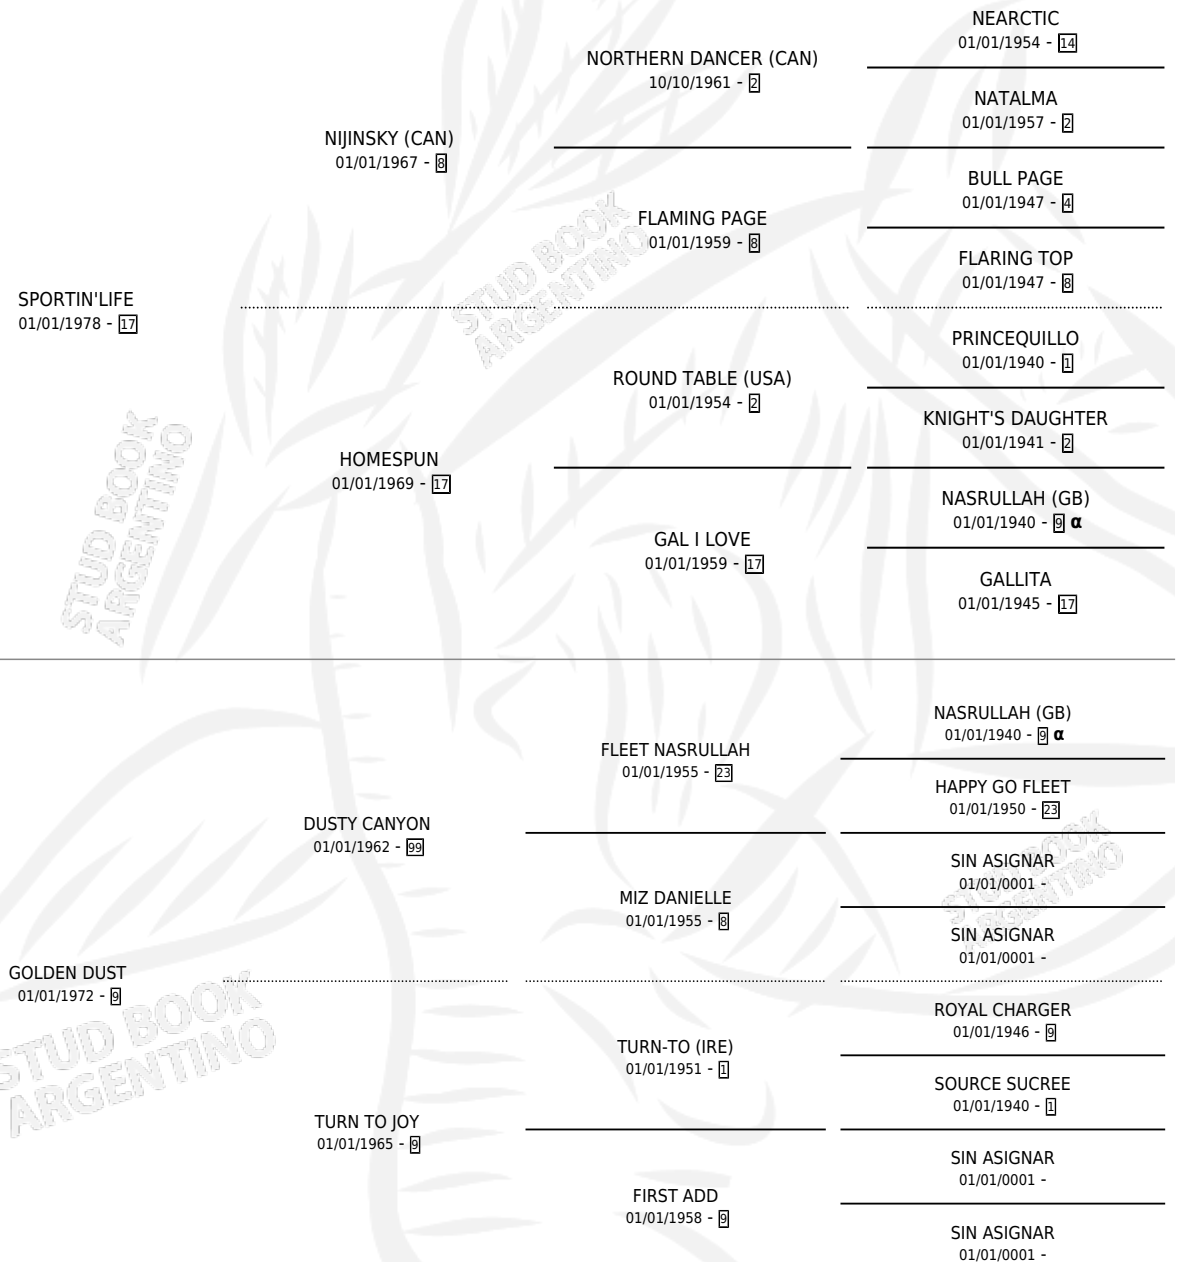 NEARCTIC
01/01/1954 - 14
NORTHERN DANCER (CAN)
10/10/1961 - 2
NATALMA
01/01/1957 - 2
NIJINSKY (CAN)
01/01/1967 - 8
BULL PAGE
01/01/1947 - 4
FLAMING PAGE
01/01/1959 - 8
FLARING TOP
01/01/1947 - 8
SPORTIN'LIFE
01/01/1978 - 17
PRINCEQUILLO
01/01/1940 - 1
ROUND TABLE (USA)
01/01/1954 - 2
KNIGHT'S DAUGHTER
01/01/1941 - 2
HOMESPUN
01/01/1969 - 17
NASRULLAH (GB)
01/01/1940 - 9 α
GAL I LOVE
01/01/1959 - 17
GALLITA
01/01/1945 - 17
NASRULLAH (GB)
01/01/1940 - 9 α
FLEET NASRULLAH
01/01/1955 - 23
HAPPY GO FLEET
01/01/1950 - 23
DUSTY CANYON
01/01/1962 - 99
SIN ASIGNAR
01/01/0001 -
MIZ DANIELLE
01/01/1955 - 8
SIN ASIGNAR
01/01/0001 -
GOLDEN DUST
01/01/1972 - 9
ROYAL CHARGER
01/01/1946 - 9
TURN-TO (IRE)
01/01/1951 - 1
SOURCE SUCREE
01/01/1940 - 1
TURN TO JOY
01/01/1965 - 9
SIN ASIGNAR
01/01/0001 -
FIRST ADD
01/01/1958 - 9
SIN ASIGNAR
01/01/0001 -
STUD BOOK
ARGENTINO
STUD BOOK
ARGENTINO
STUD BOOK
ARGENTINO
STUD BOOK
ARGENTINO